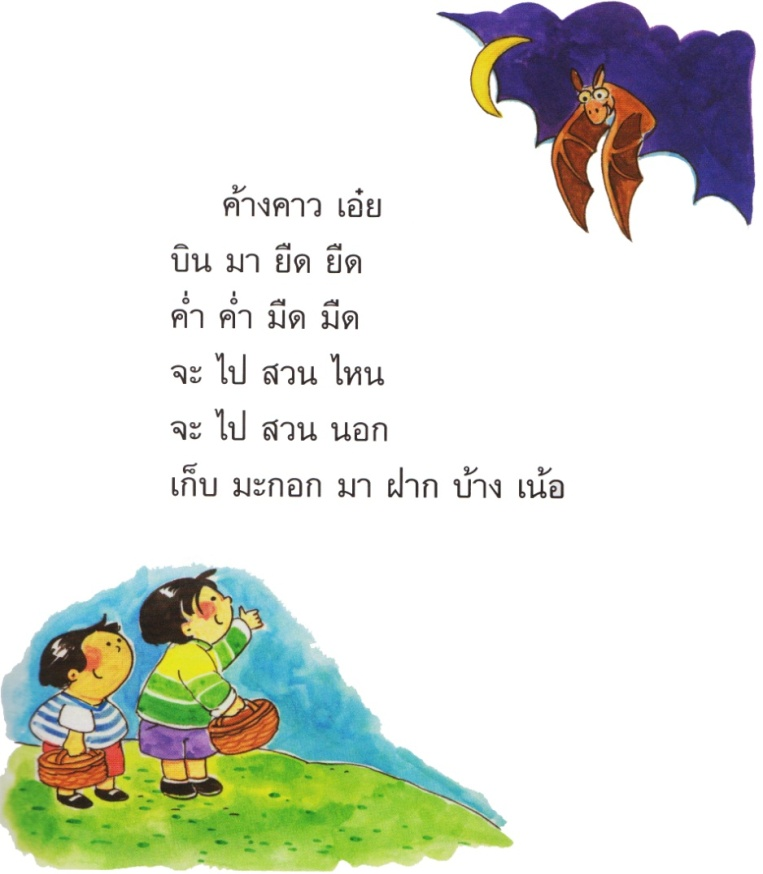 ค้างคาว เอ๋ย
บิน มา ยืด ยืด
ค่ำ ค่ำ มืด มืด
จะ ไป สวน ไหน
จะ ไป สวน นอก
เก็บ มะกอก มา ฝาก บ้าง เน้อ